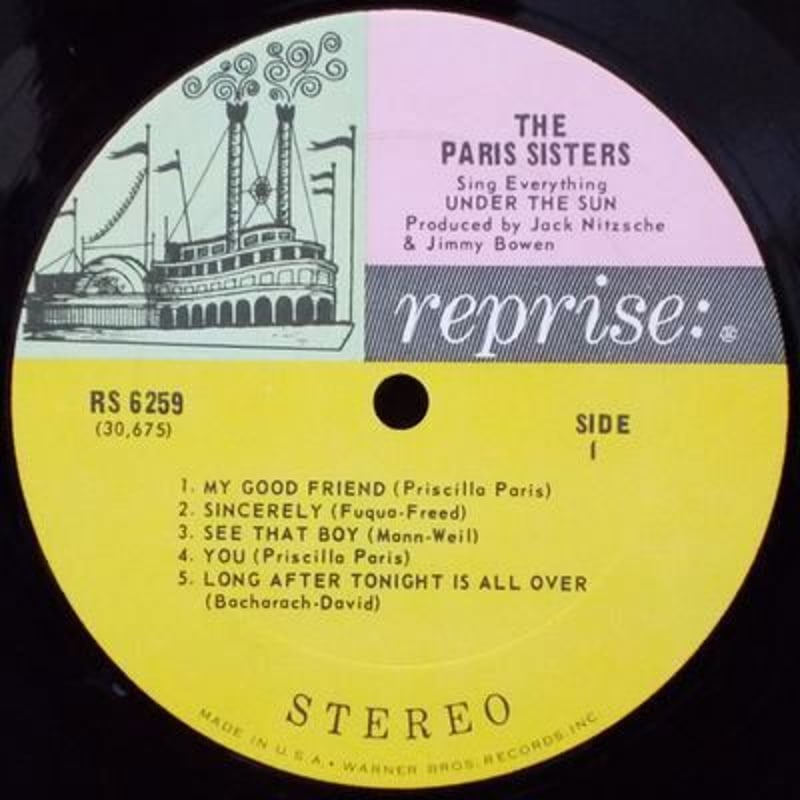 THE
PARIS SISTERS
Sing Everything
UNDER THE SUN
Produced by Jack Nitzsche
& Jimmy Bowen
reprise:®
RS 6259
(30,675)
SIDE
1
1. MY GOOD FRIEND (Priscilla Paris)
2. SINCERELY (Fuqua-Freed)
3. SEE THAT BOY (Mann-Weil)
4. YOU (Priscilla Paris)
5. LONG AFTER TONIGHT IS ALL OVER
(Bacharach-David)
STEREO
MADE IN U.S.A. • WARNER BROS. RECORDS, INC.